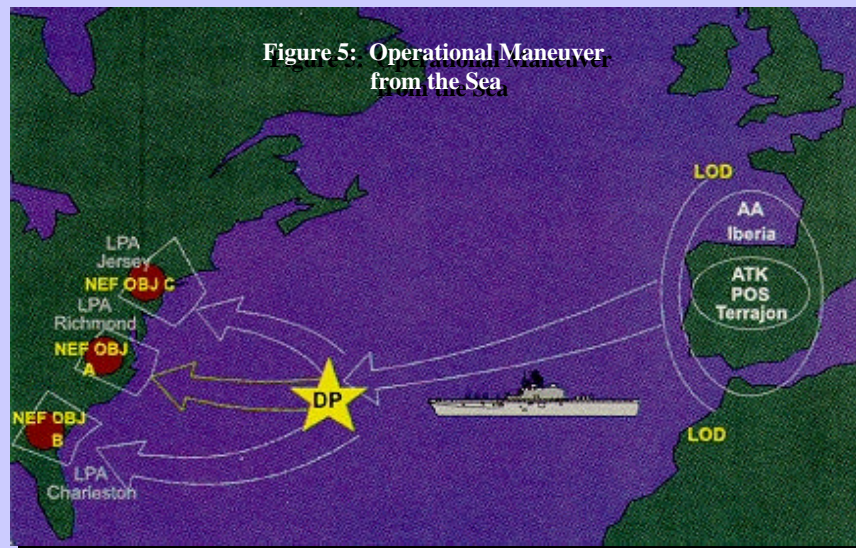 Figure 5: Operational Maneuver
from the Sea
LOD
AA
Iberia
ATK
POS
Terrajon
LPA
Jersey
NEF OBJ C
LPA
Richmond
NEF OBJ
A
DP
NEF OBJ
B
LPA
Charleston
LOD